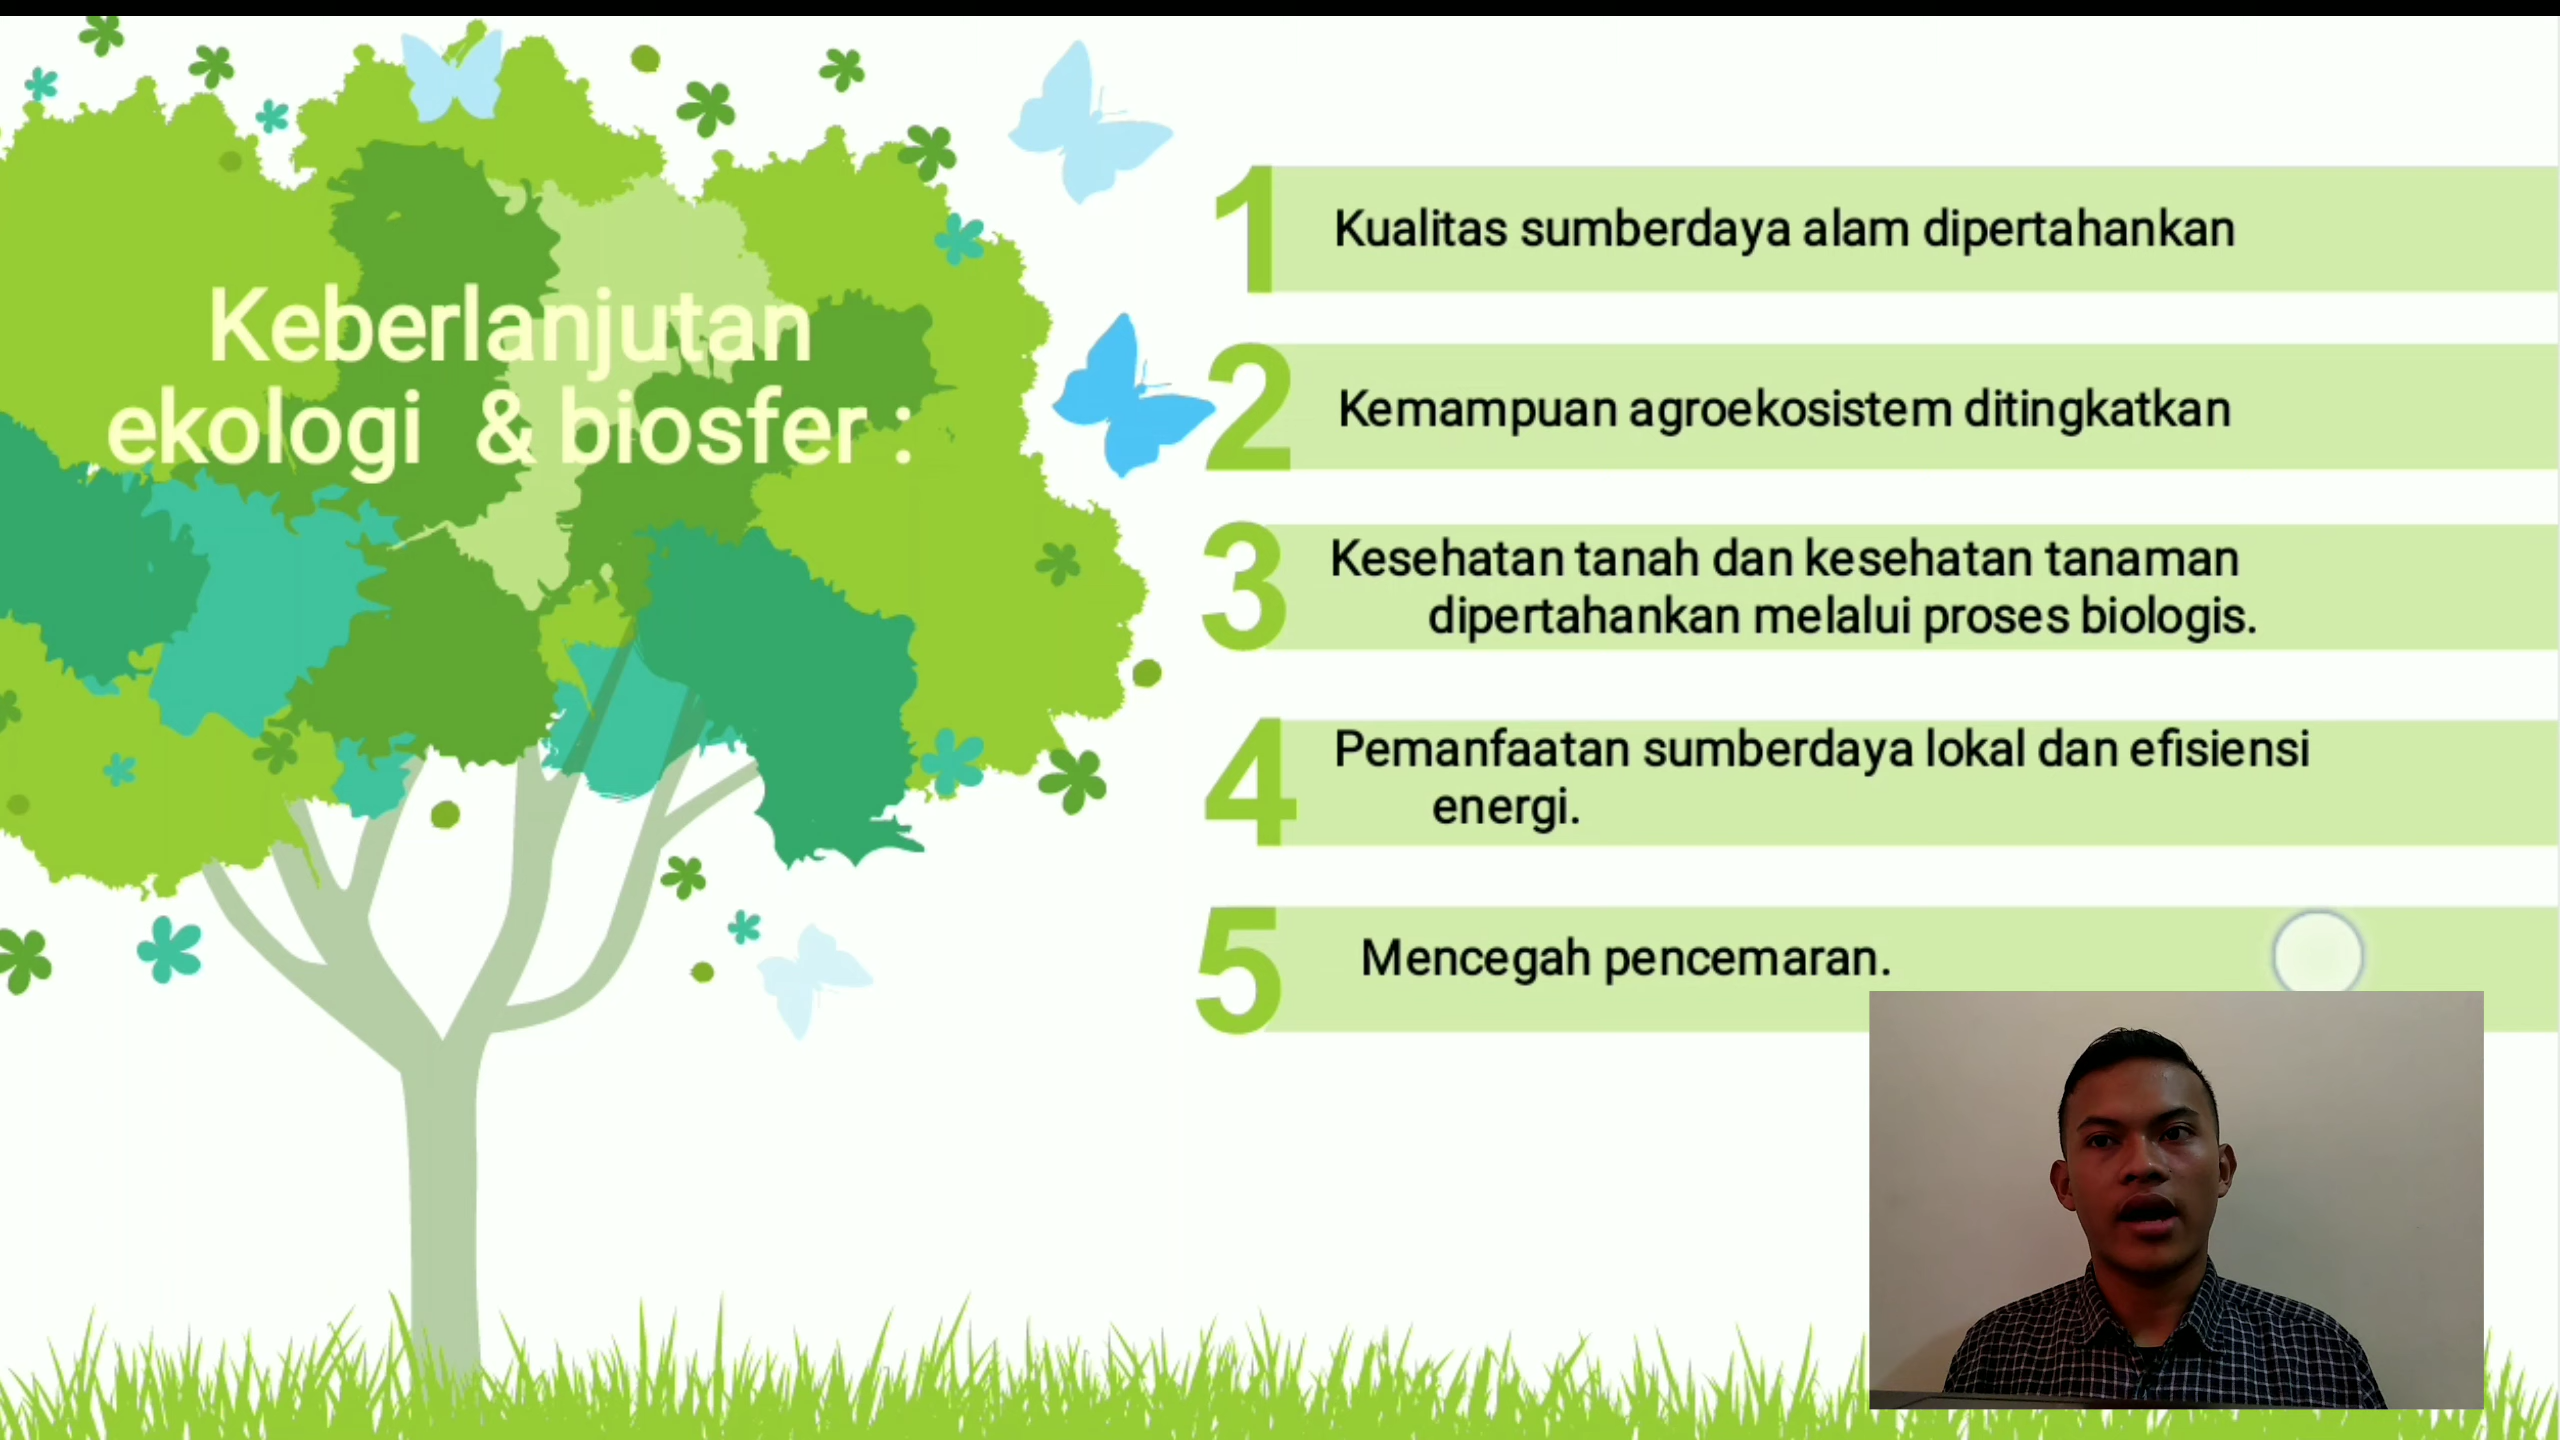 Keberlanjutan
ekologi & biosfer :
1 Kualitas sumberdaya alam dipertahankan
2 Kemampuan agroekosistem ditingkatkan
3 Kesehatan tanah dan kesehatan tanaman
dipertahankan melalui proses biologis.
4 Pemanfaatan sumberdaya lokal dan efisiensi
energi.
5 Mencegah pencemaran.